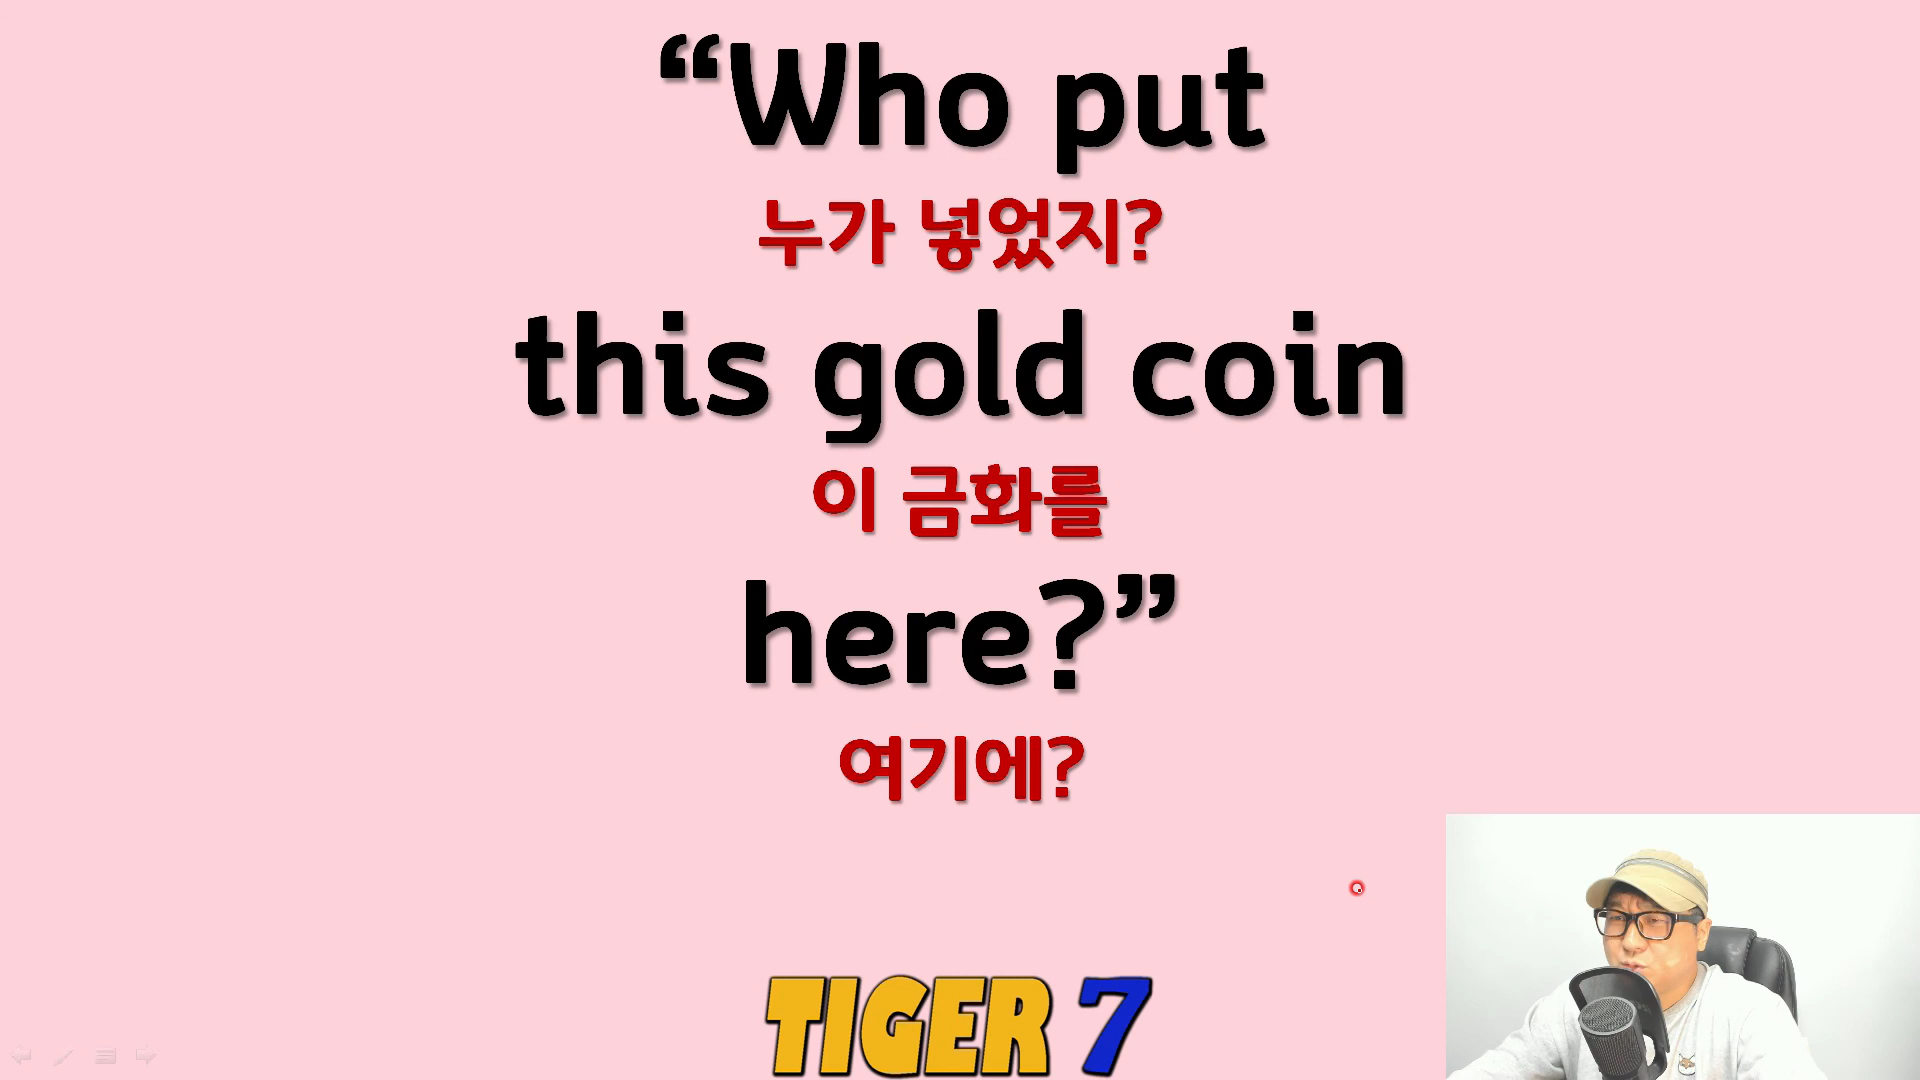 “Who put
누가 넣었지?
this gold coin
이 금화를
here?”
여기에?
TIGER 7